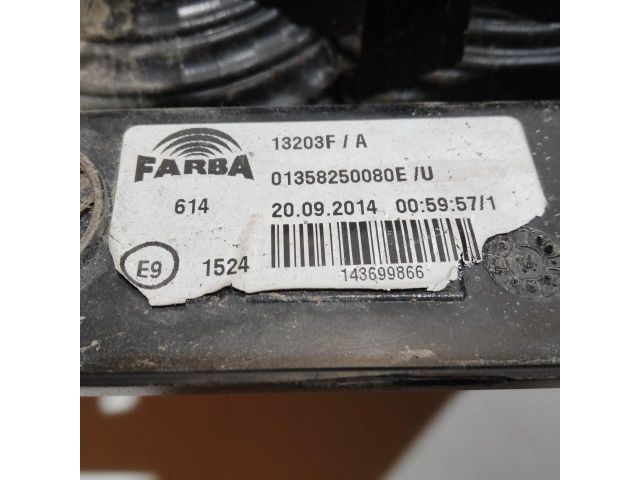 FARBA®
13203F / A
01358250080E /U
614
20.09.2014 00:59:57/1
E9
1524
143699866